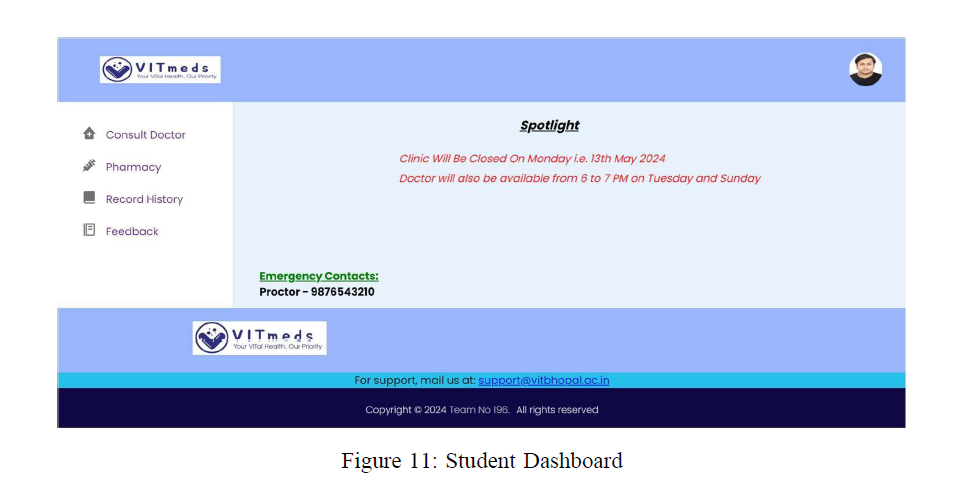 VITmeds
Your VITal Health, Our Priority
Consult Doctor
Pharmacy
Record History
Feedback
Spotlight
Clinic Will Be Closed On Monday i.e. 13th May 2024
Doctor will also be available from 6 to 7 PM on Tuesday and Sunday
Emergency Contacts:
Proctor - 9876543210
VITmeds
Your VITal Health, Our Priority
For support, mail us at: support@vitbhopal.ac.in
Copyright © 2024 Team No 196. All rights reserved
Figure 11: Student Dashboard